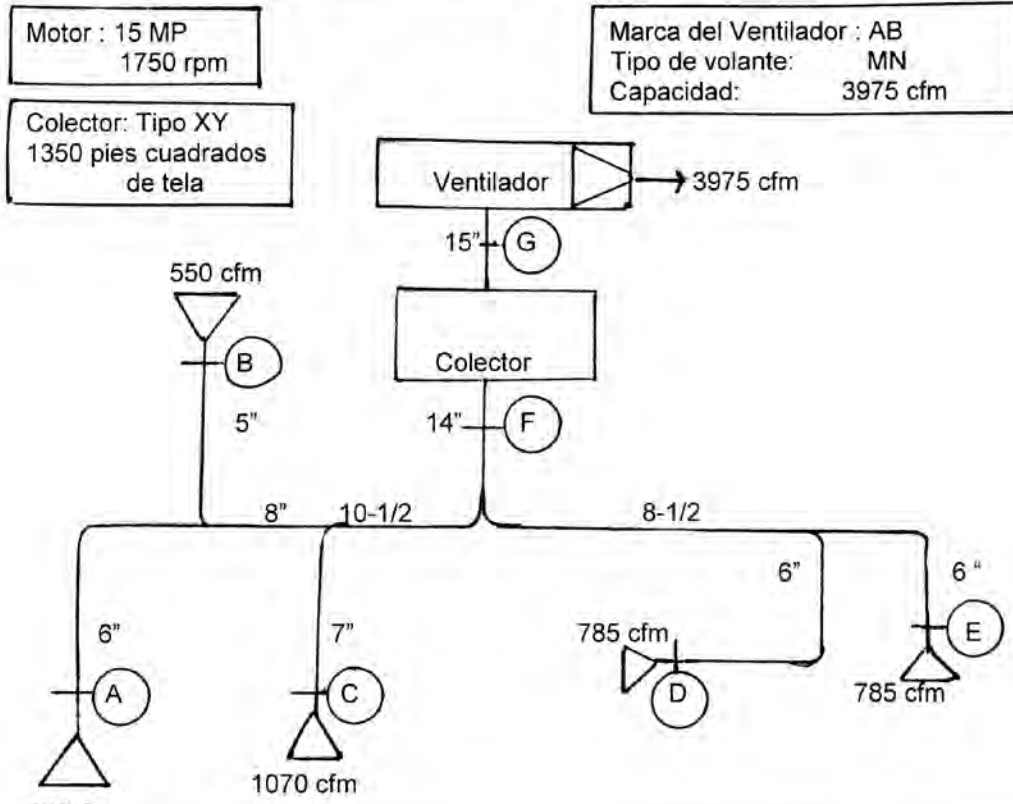 Motor : 15 MP
1750 rpm
Marca del Ventilador : AB
Tipo de volante: MN
Capacidad: 3975 cfm
Colector: Tipo XY
1350 pies cuadrados
de tela
Ventilador
3975 cfm
15” G
550 cfm
Colector
B
14” F
5”
8” 10-1/2 8-1/2
6” 6 “
6” 7” 785 cfm E
A C D 785 cfm
1070 cfm